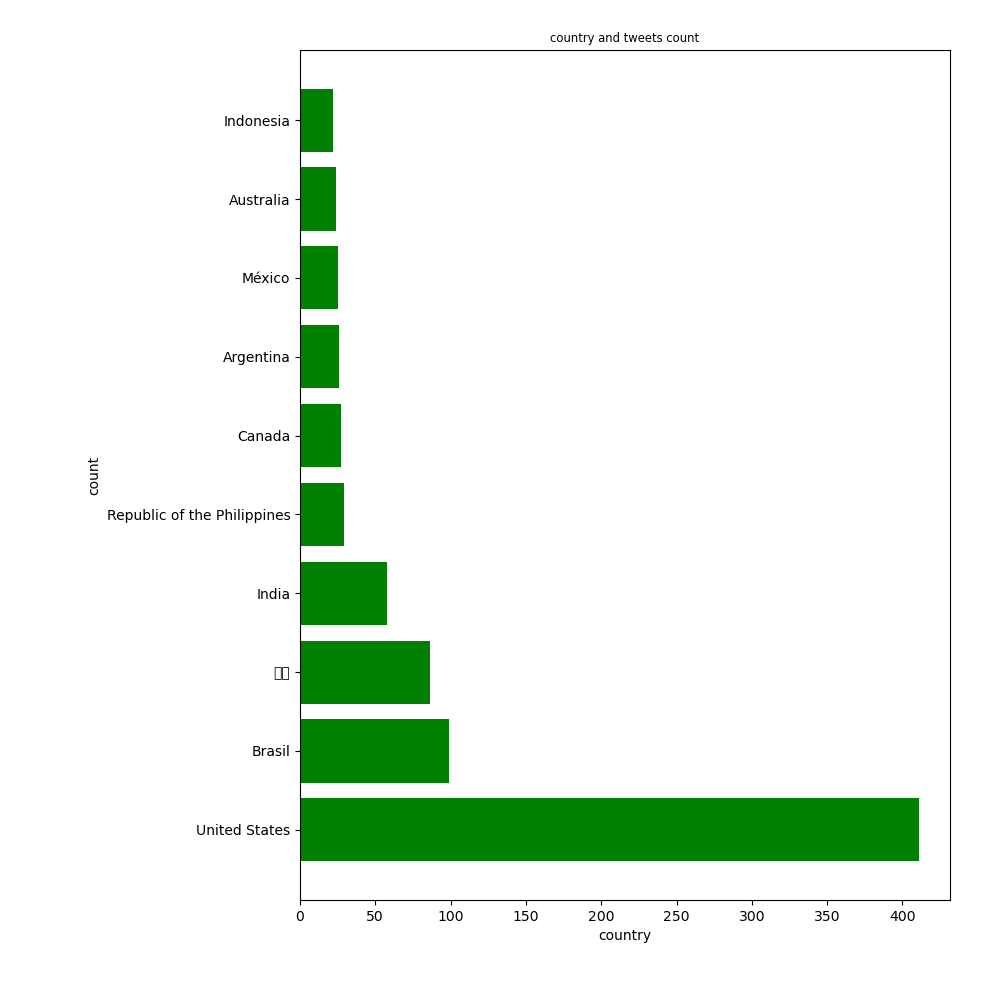 country and tweets count
Indonesia
Australia
México
Argentina
Canada
count
Republic of the Philippines
India
Brasil
United States
0 50 100 150 200 250 300 350 400
country